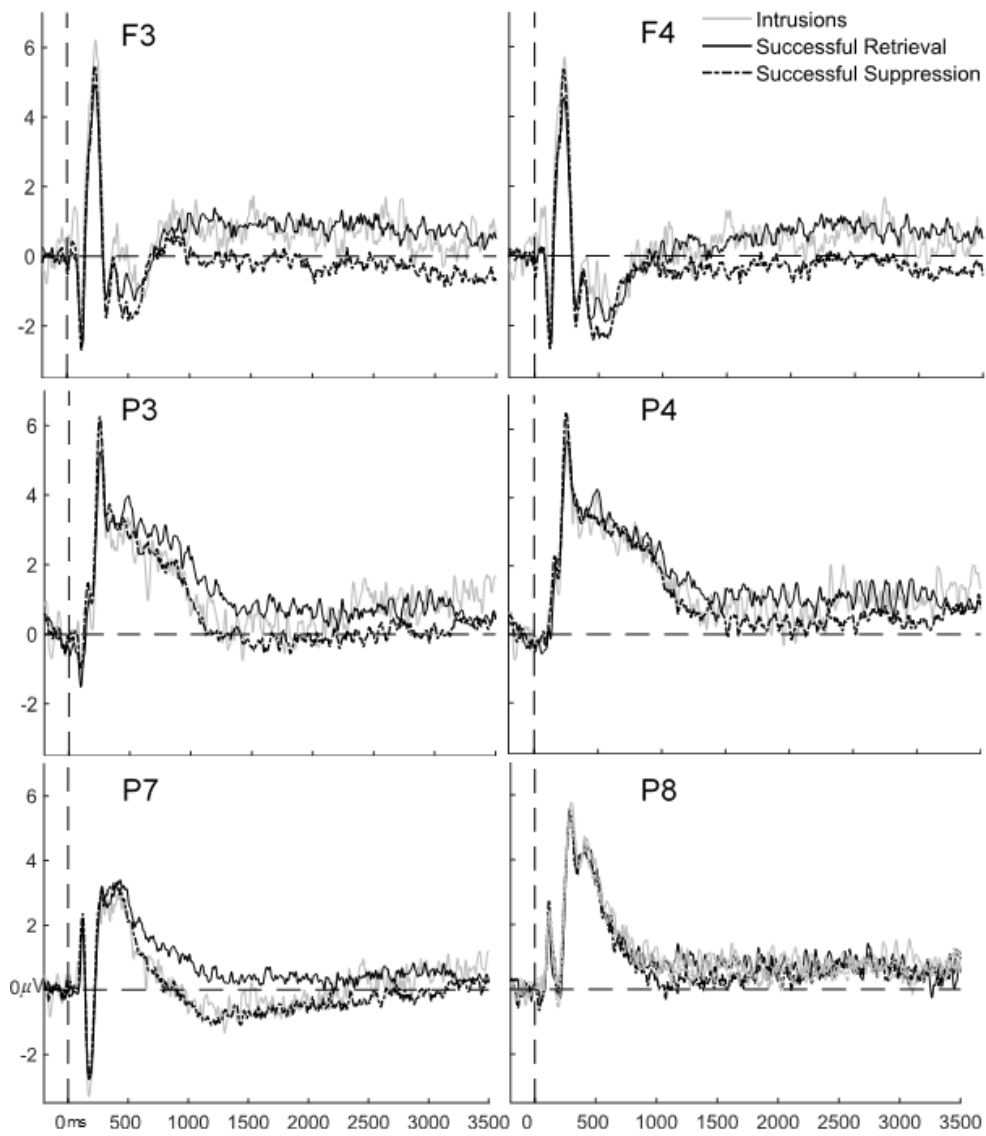 F3
F4
Intrusions
Successful Retrieval
Successful Suppression
6
4
2
0
-2
P3
P4
6
4
2
0
-2
P7
P8
6
4
2
0μV
-2
0 ms 500 1000 1500 2000 2500 3000 3500
0 500 1000 1500 2000 2500 3000 3500